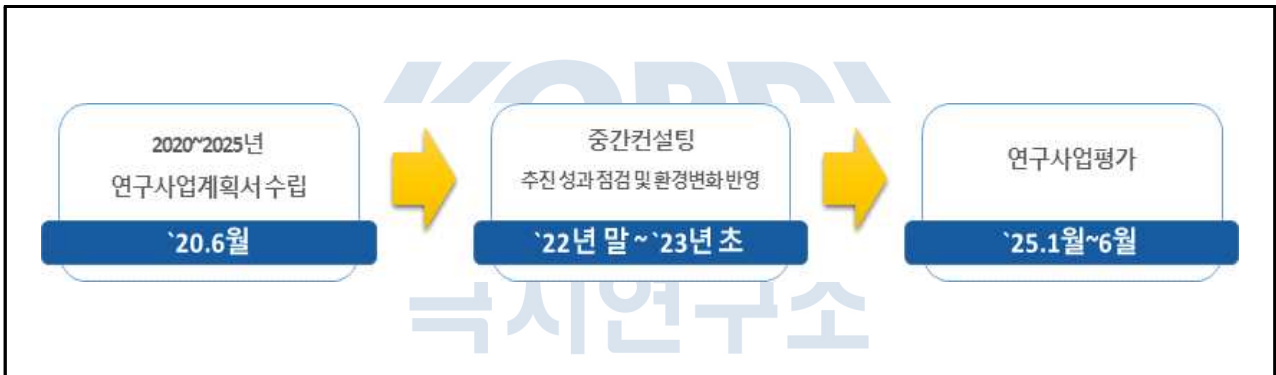 KOPRI
2020~2025년
연구사업계획서 수립
`20.6월
중간컨설팅
추진 성과 점검 및 환경변화 반영
`22년 말 ~ `23년 초
연구사업평가
`25.1월~6월
극지연구소